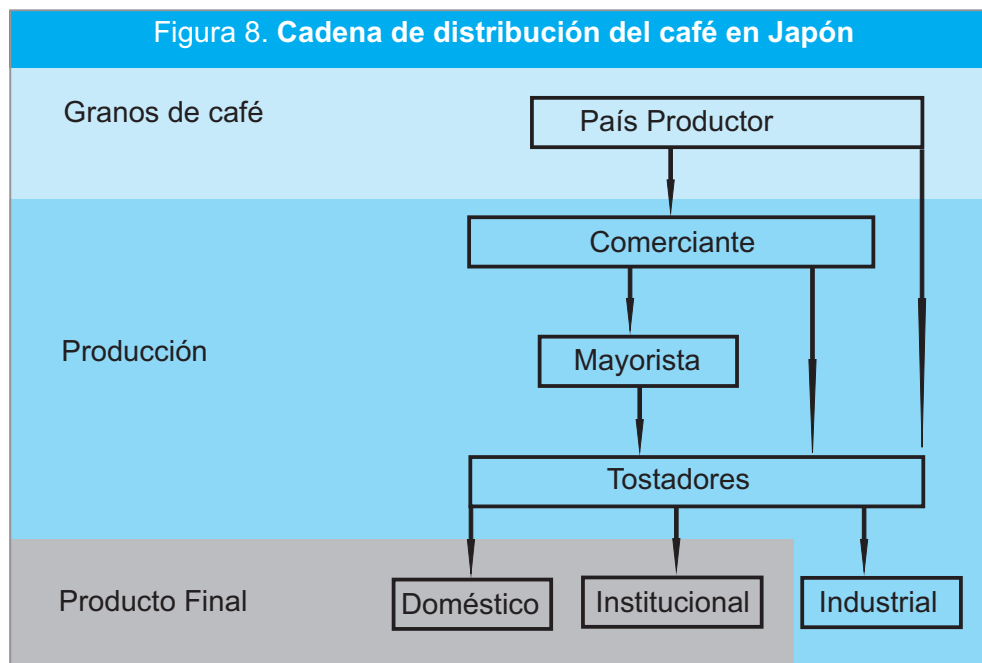 Figura 8. Cadena de distribución del café en Japón
Granos de café
País Productor
Comerciante
Producción
Mayorista
Tostadores
Producto Final
Doméstico
Institucional
Industrial